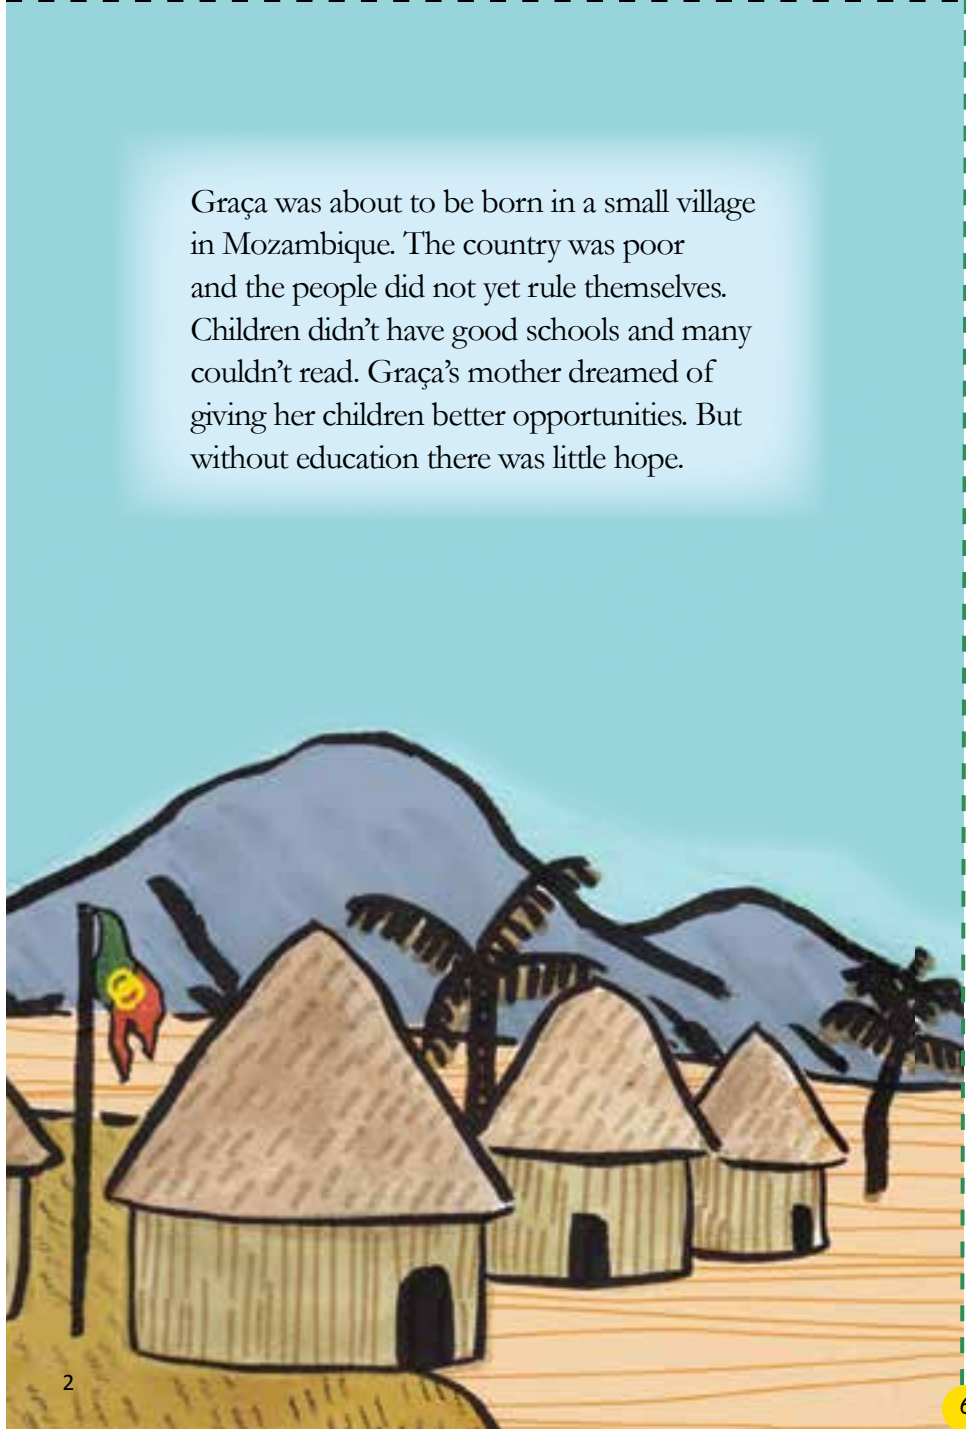 Graça was about to be born in a small village
in Mozambique. The country was poor
and the people did not yet rule themselves.
Children didn’t have good schools and many
couldn’t read. Graça’s mother dreamed of
giving her children better opportunities. But
without education there was little hope.
2
6